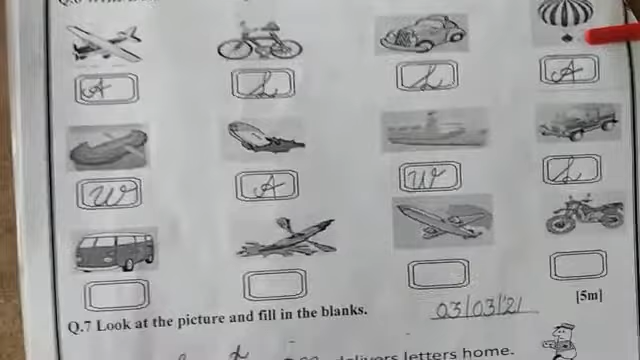 A L L A
W A W L
03/03/21
[5m]
Q.7 Look at the picture and fill in the blanks.
delivers letters home.